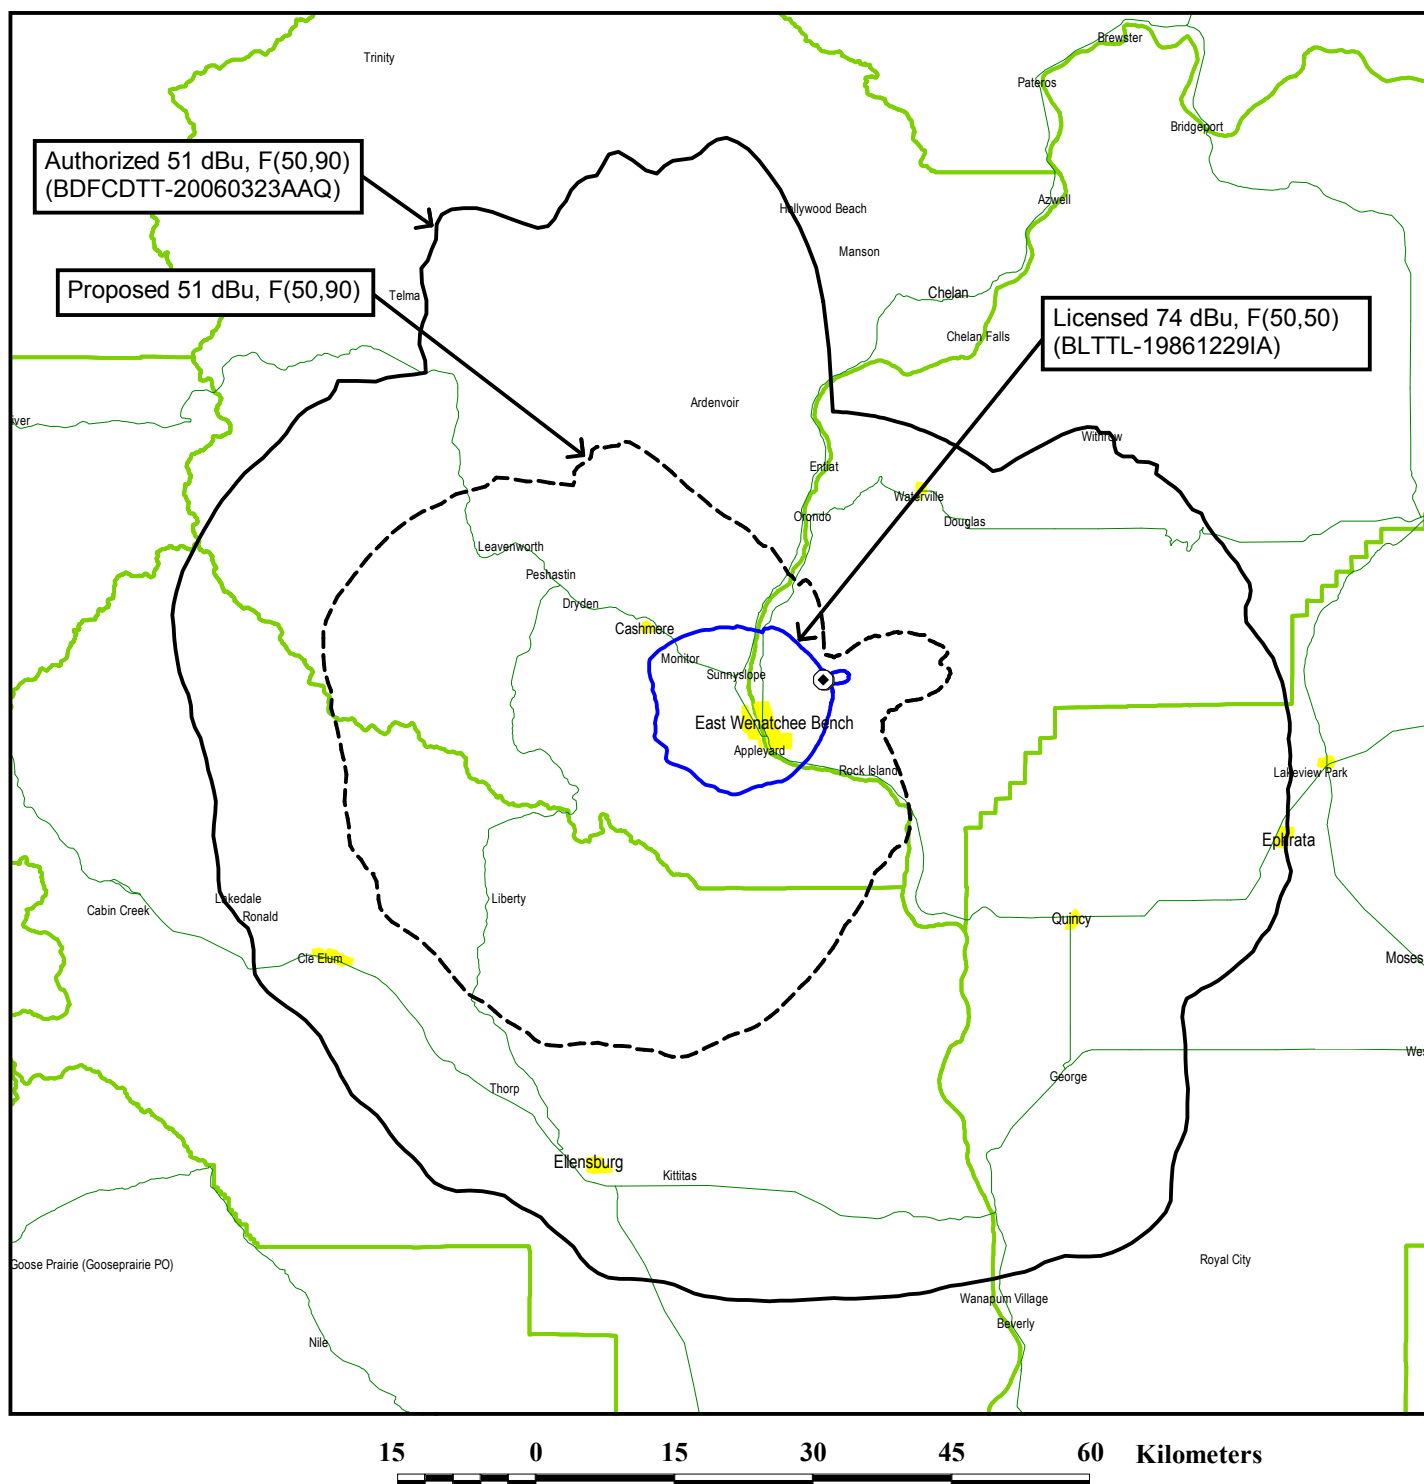 Trinity
Brewster
Pateros
Bridgeport
Authorized 51 dBu, F(50,90)
(BDFCDTT-20060323AAQ)
Hollywood Beach
Azwell
Manson
Proposed 51 dBu, F(50,90)
Telma
Chelan
Licensed 74 dBu, F(50,50)
(BLTTL-19861229IA)
Chelan Falls
Ardenvoir
iver
Withrow
Entiat
Waterville
Orondo
Douglas
Leavenworth
Peshastin
Dryden
Cashmere
Monitor
Sunnyslope
East Wenatchee Bench
Appleyard
Rock Island
Lakeview Park
Ephrata
Lakedale
Cabin Creek
Ronald
Liberty
Quincy
Cle Elum
Moses
Wes
George
Thorp
Ellensburg
Kittitas
Goose Prairie (Gooseprairie PO)
Royal City
Wanapum Village
Beverly
Nile
15 0 15 30 45 60 Kilometers